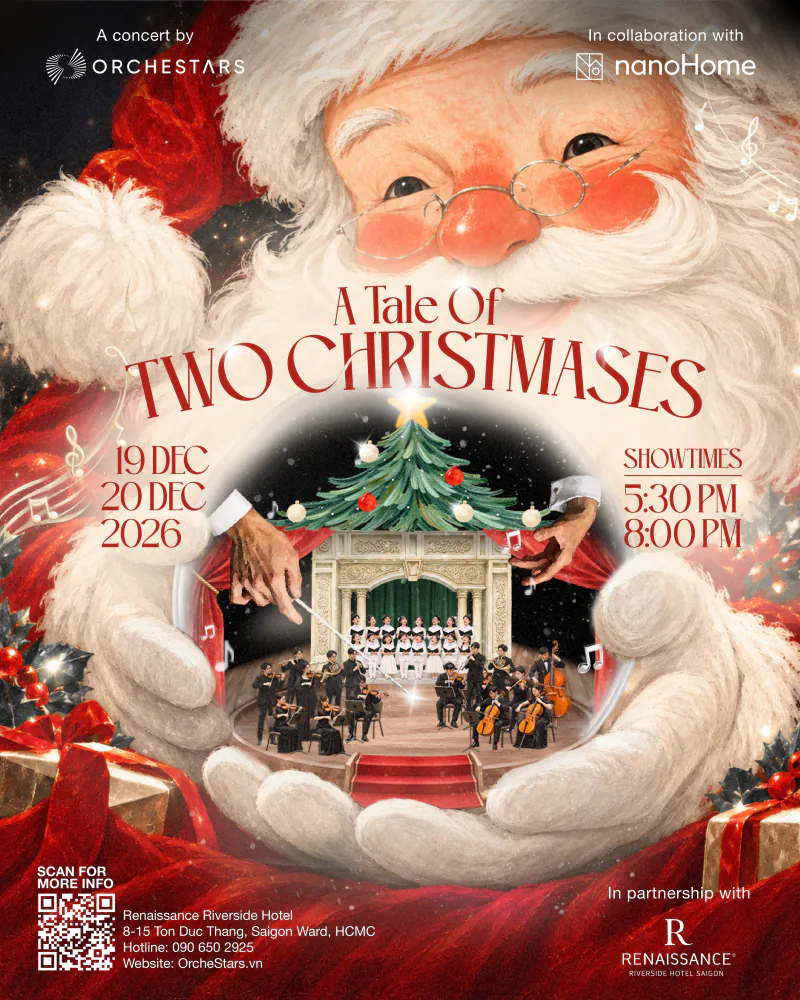 A concert by
ORCHESTARS
In collaboration with
nanoHome
A Tale Of
TWO CHRISTMASES
19 DEC
20 DEC
2026
SHOWTIMES
5:30 PM
8:00 PM
SCAN FOR
MORE INFO
Renaissance Riverside Hotel
8-15 Ton Duc Thang, Saigon Ward, HCMC
Hotline: 090 650 2925
Website: OrcheStars.vn
In partnership with
R
RENAISSANCE®
RIVERSIDE HOTEL SAIGON